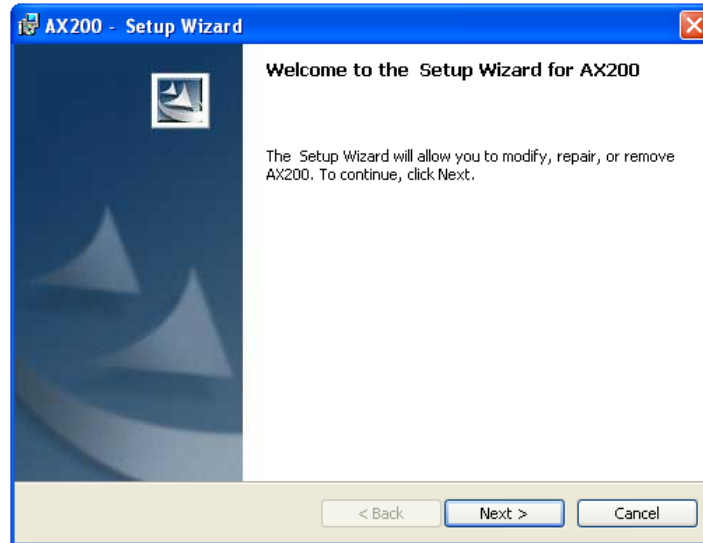 AX200 - Setup Wizard
Welcome to the Setup Wizard for AX200
The Setup Wizard will allow you to modify, repair, or remove
AX200. To continue, click Next.
< Back Next > Cancel